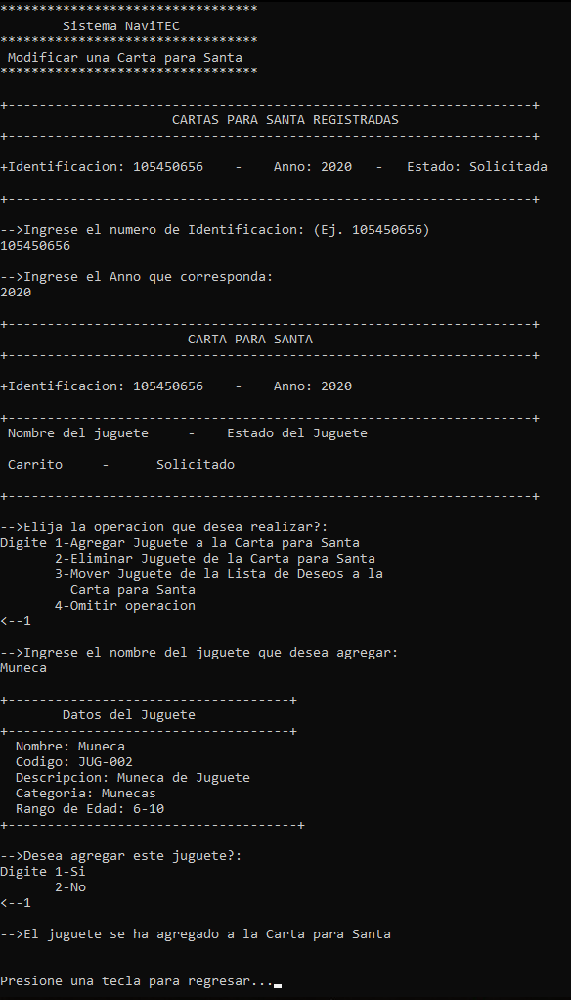 *********************************
        Sistema NaviTEC
*********************************
 Modificar una Carta para Santa
*********************************
+-------------------------------------------------------------------+
                      CARTAS PARA SANTA REGISTRADAS
+-------------------------------------------------------------------+
+Identificacion: 105450656    -    Anno: 2020   -   Estado: Solicitada
+-------------------------------------------------------------------+
-->Ingrese el numero de Identificacion: (Ej. 105450656)
105450656
-->Ingrese el Anno que corresponda:
2020
+-------------------------------------------------------------------+
                        CARTA PARA SANTA
+-------------------------------------------------------------------+
+Identificacion: 105450656    -    Anno: 2020
+-------------------------------------------------------------------+
 Nombre del juguete     -    Estado del Juguete
 Carrito     -      Solicitado
+-------------------------------------------------------------------+
-->Elija la operacion que desea realizar?:
Digite 1-Agregar Juguete a la Carta para Santa
       2-Eliminar Juguete de la Carta para Santa
       3-Mover Juguete de la Lista de Deseos a la
         Carta para Santa
       4-Omitir operacion
<--1
-->Ingrese el nombre del juguete que desea agregar:
Muneca
+------------------------------------+
        Datos del Juguete
+------------------------------------+
  Nombre: Muneca
  Codigo: JUG-002
  Descripcion: Muneca de Juguete
  Categoria: Munecas
  Rango de Edad: 6-10
+-------------------------------------+
-->Desea agregar este juguete?:
Digite 1-Si
       2-No
<--1
-->El juguete se ha agregado a la Carta para Santa
Presione una tecla para regresar...